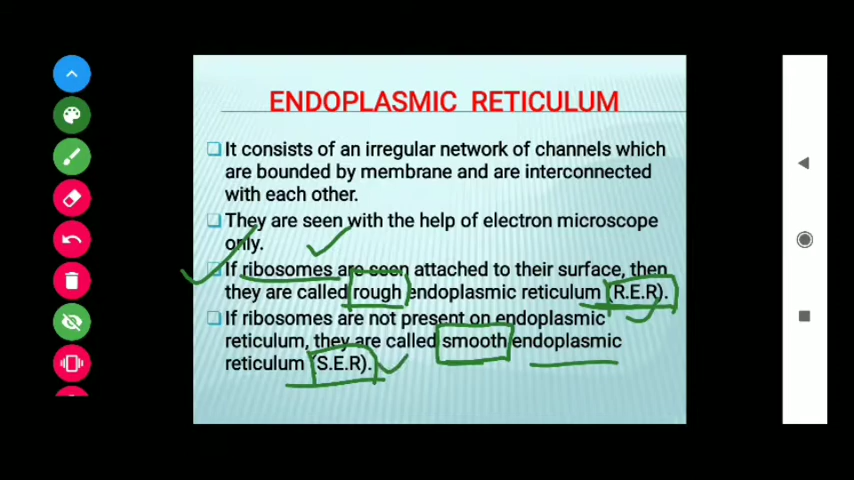 ENDOPLASMIC RETICULUM
It consists of an irregular network of channels which
are bounded by membrane and are interconnected
with each other.
They are seen with the help of electron microscope
only.
If ribosomes are seen attached to their surface, then
they are called rough endoplasmic reticulum (R.E.R).
If ribosomes are not present on endoplasmic
reticulum, they are called smooth endoplasmic
reticulum (S.E.R).